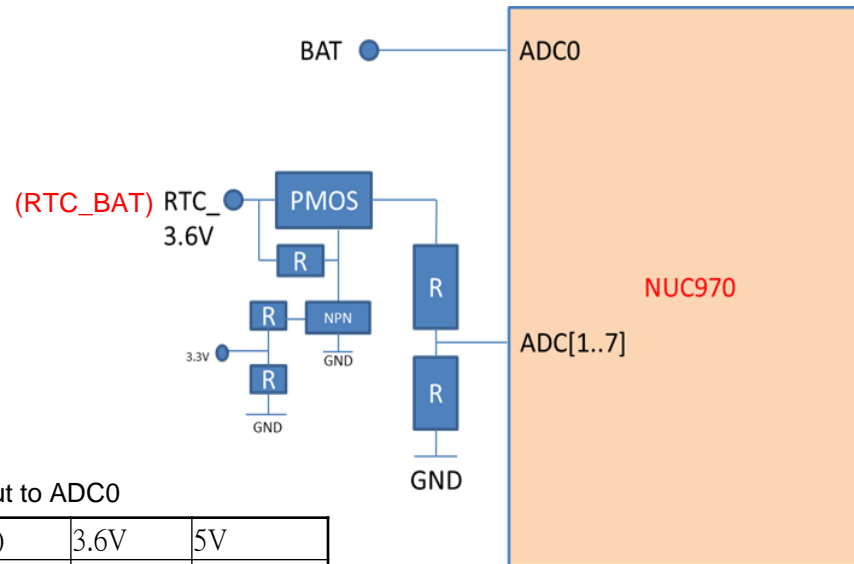 BAT
ADC0
(RTC_BAT) RTC_
3.6V
PMOS
R
R
NPN
R
3.3V
GND
R
GND
ADC[1..7]
R
GND
NUC970
to ADC0
3.6V
5V